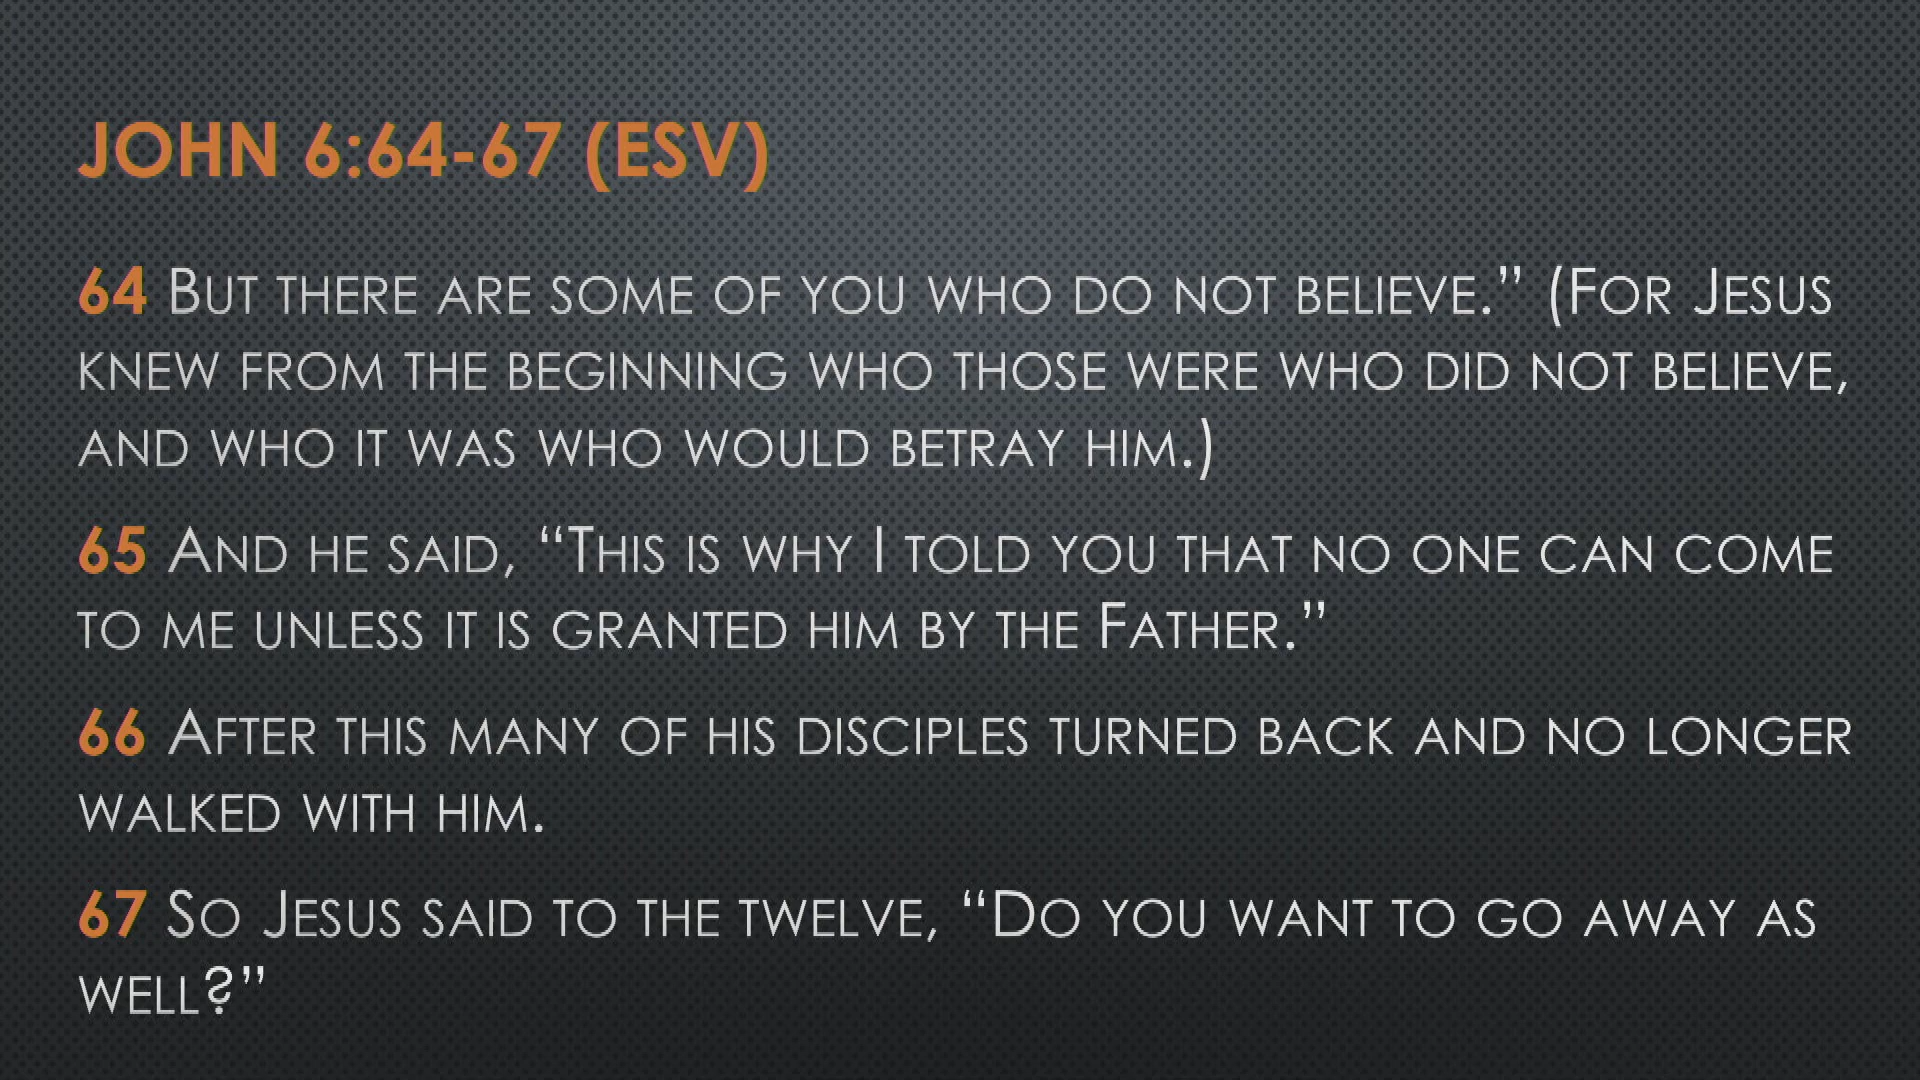 JOHN 6:64-67 (ESV)
64 But there are some of you who do not believe.” (For Jesus
knew from the beginning who those were who did not believe,
and who it was who would betray him.)
65 And he said, “This is why I told you that no one can come
to me unless it is granted him by the Father.”
66 After this many of his disciples turned back and no longer
walked with him.
67 So Jesus said to the twelve, “Do you want to go away as
well?”